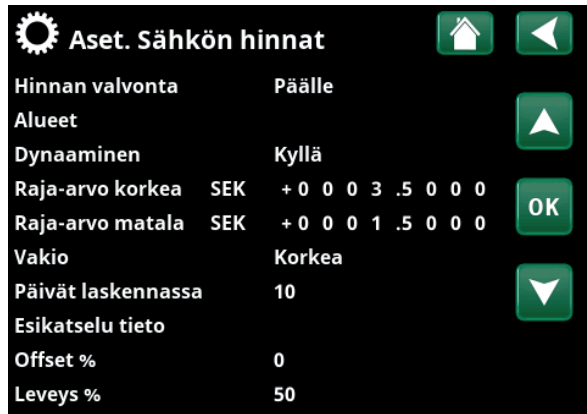 Aset. Sähkön hinnat
Hinnan valvonta Päälle
Alueet
Dynaaminen Kyllä
Raja-arvo korkea SEK +0 0 0 3 .5 0 0 0
Raja-arvo matala SEK +0 0 0 1 .5 0 0 0
OK
Vakio Korkea
Päivät laskennassa 10
Esikatselu tieto
Offset % 0
Leveys % 50